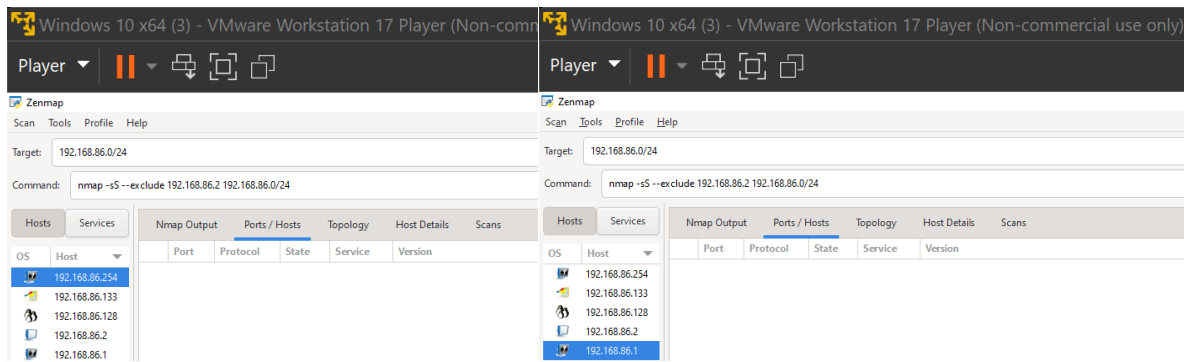 Windows 10 x64 (3) - VMware Workstation 17 Player (Non-comm
Player
Zenmap
Scan Tools Profile Help
Target: 192.168.86.0/24
Command: nmap -sS --exclude 192.168.86.2 192.168.86.0/24
Hosts Services Nmap Output Ports / Hosts Topology Host Details Scans
OS Host Port Protocol State Service Version
192.168.86.254
192.168.86.133
192.168.86.128
192.168.86.2
192.168.86.1
Windows 10 x64 (3) - VMware Workstation 17 Player (Non-commercial use only)
Player
Zenmap
Scan Tools Profile Help
Target: 192.168.86.0/24
Command: nmap -sS --exclude 192.168.86.2 192.168.86.0/24
Hosts Services Nmap Output Ports / Hosts Topology Host Details Scans
OS Host Port Protocol State Service Version
192.168.86.254
192.168.86.133
192.168.86.128
192.168.86.2
192.168.86.1